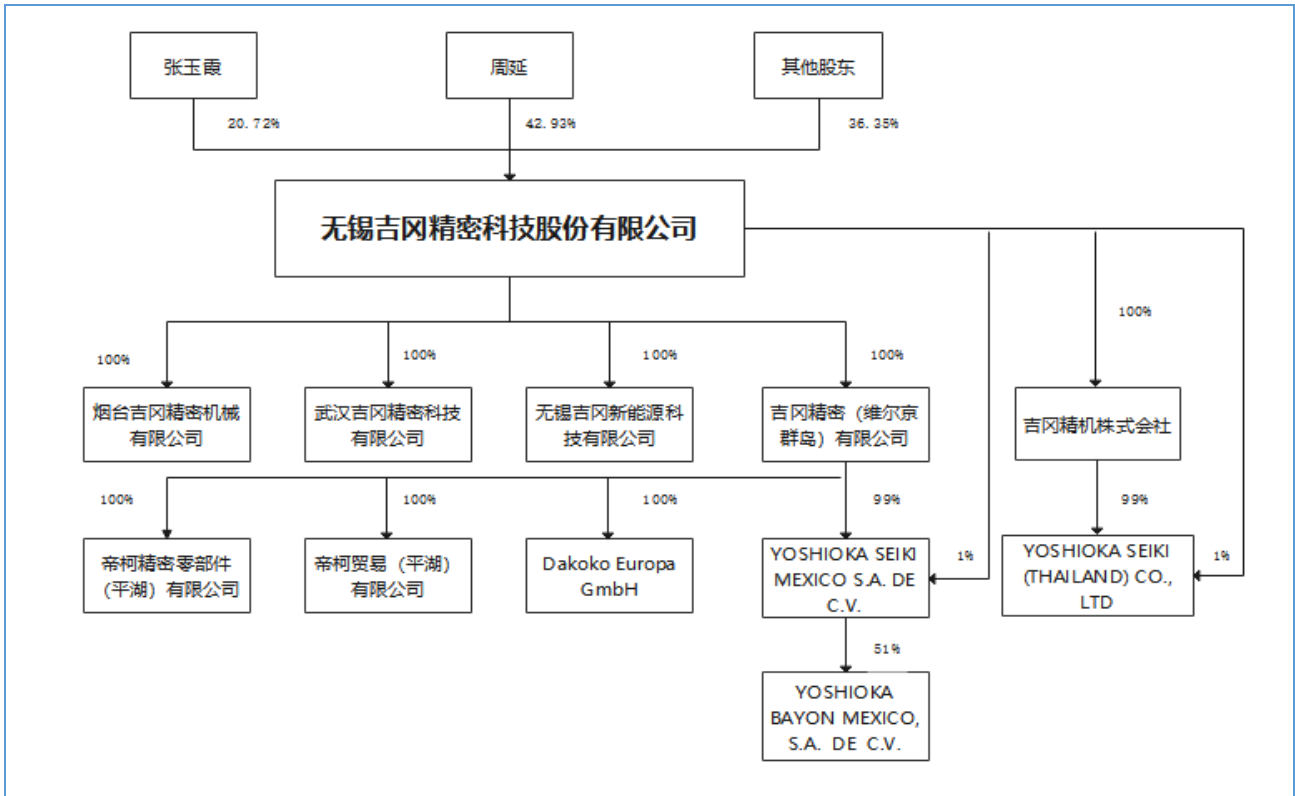 张玉霞
周延
其他股东
20.72%
42.93%
36.35%
无锡吉冈精密科技股份有限公司
100%
100%
100%
100%
100%
烟台吉冈精密机械
有限公司
武汉吉冈精密科技
有限公司
无锡吉冈新能源科
技有限公司
吉冈精密（维尔京
群岛）有限公司
吉冈精机株式会社
100%
100%
100%
99%
99%
1%
1%
帝柯精密零部件
（平湖）有限公司
帝柯贸易（平湖）
有限公司
Dakoko Europa
GmbH
YOSHIOKA SEIKI
MEXICO S.A. DE
C.V.
YOSHIOKA SEIKI
(THAILAND) CO.,
LTD
51%
YOSHIOKA
BAYON MEXICO,
S.A. DE C.V.